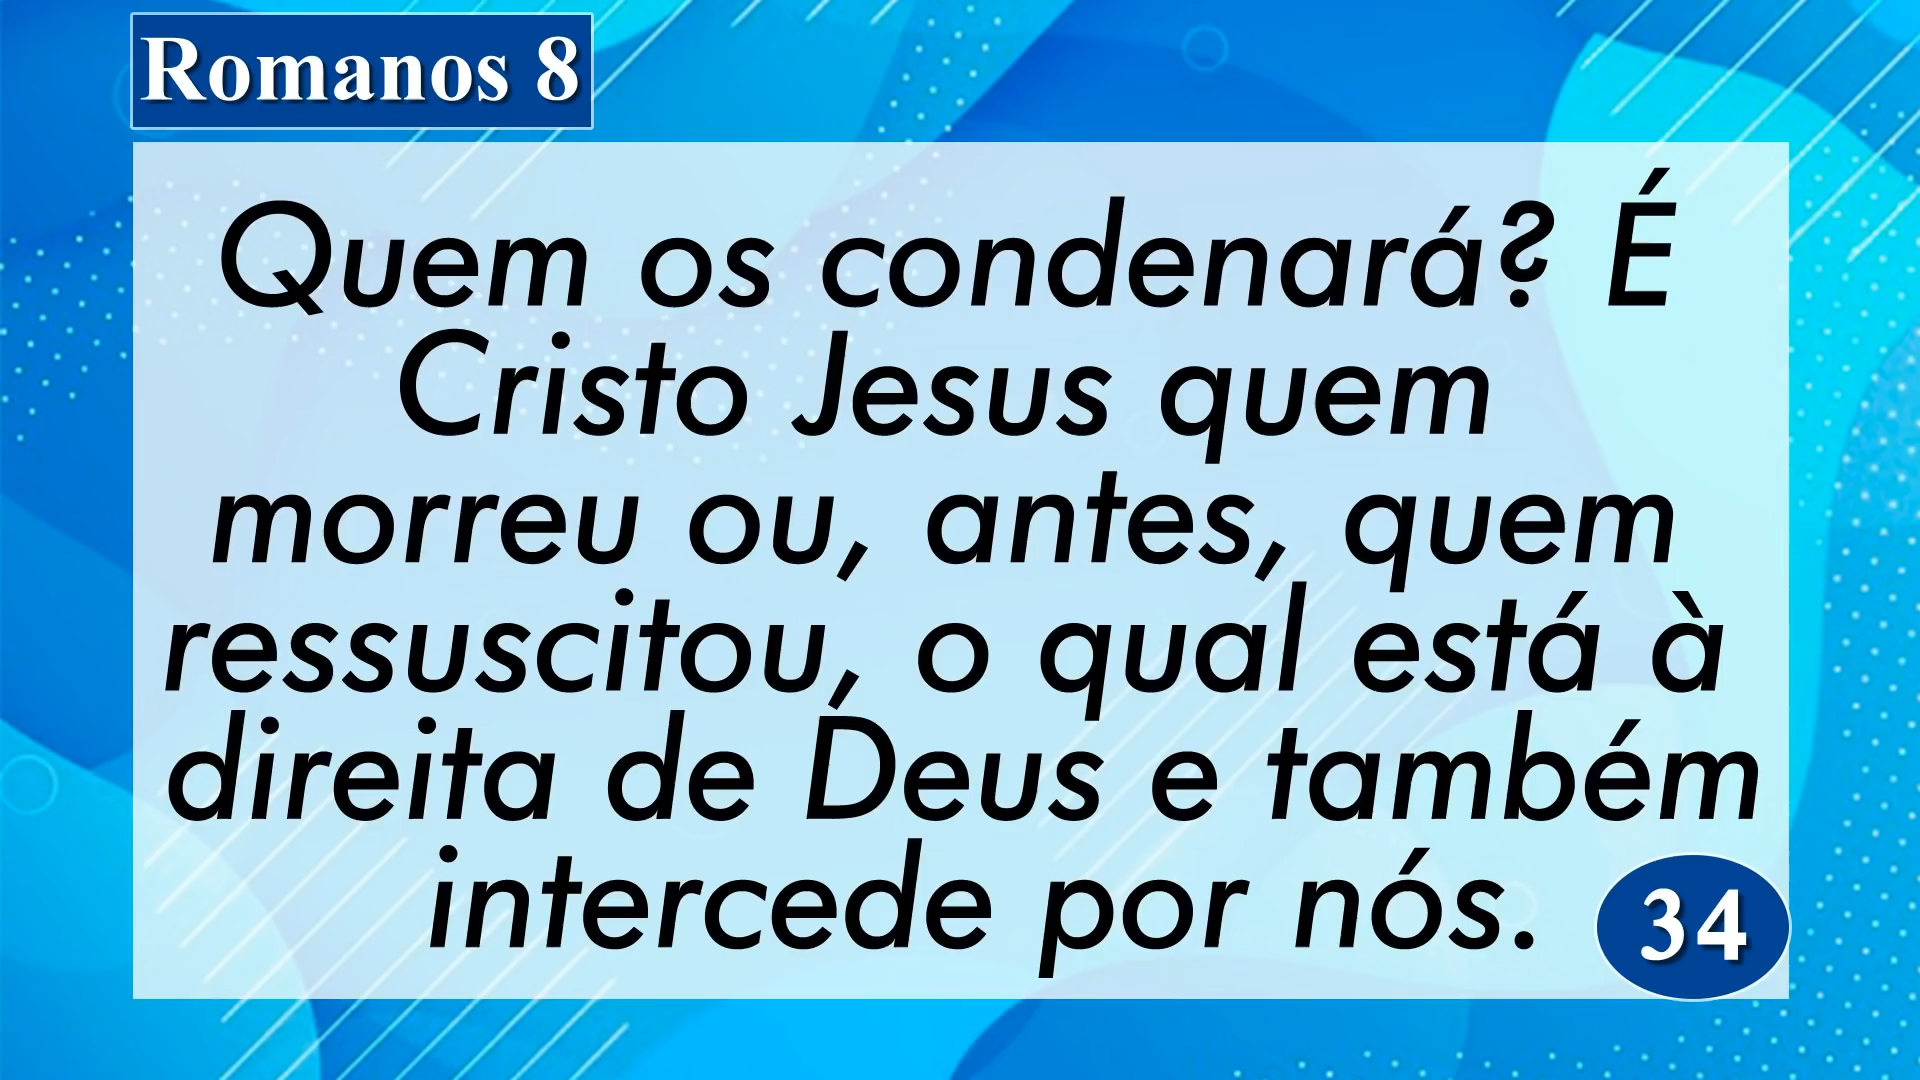 Romanos 8
Quem os condenará? É
Cristo Jesus quem
morreu ou, antes, quem
ressuscitou, o qual está à
direita de Deus e também
intercede por nós.
34